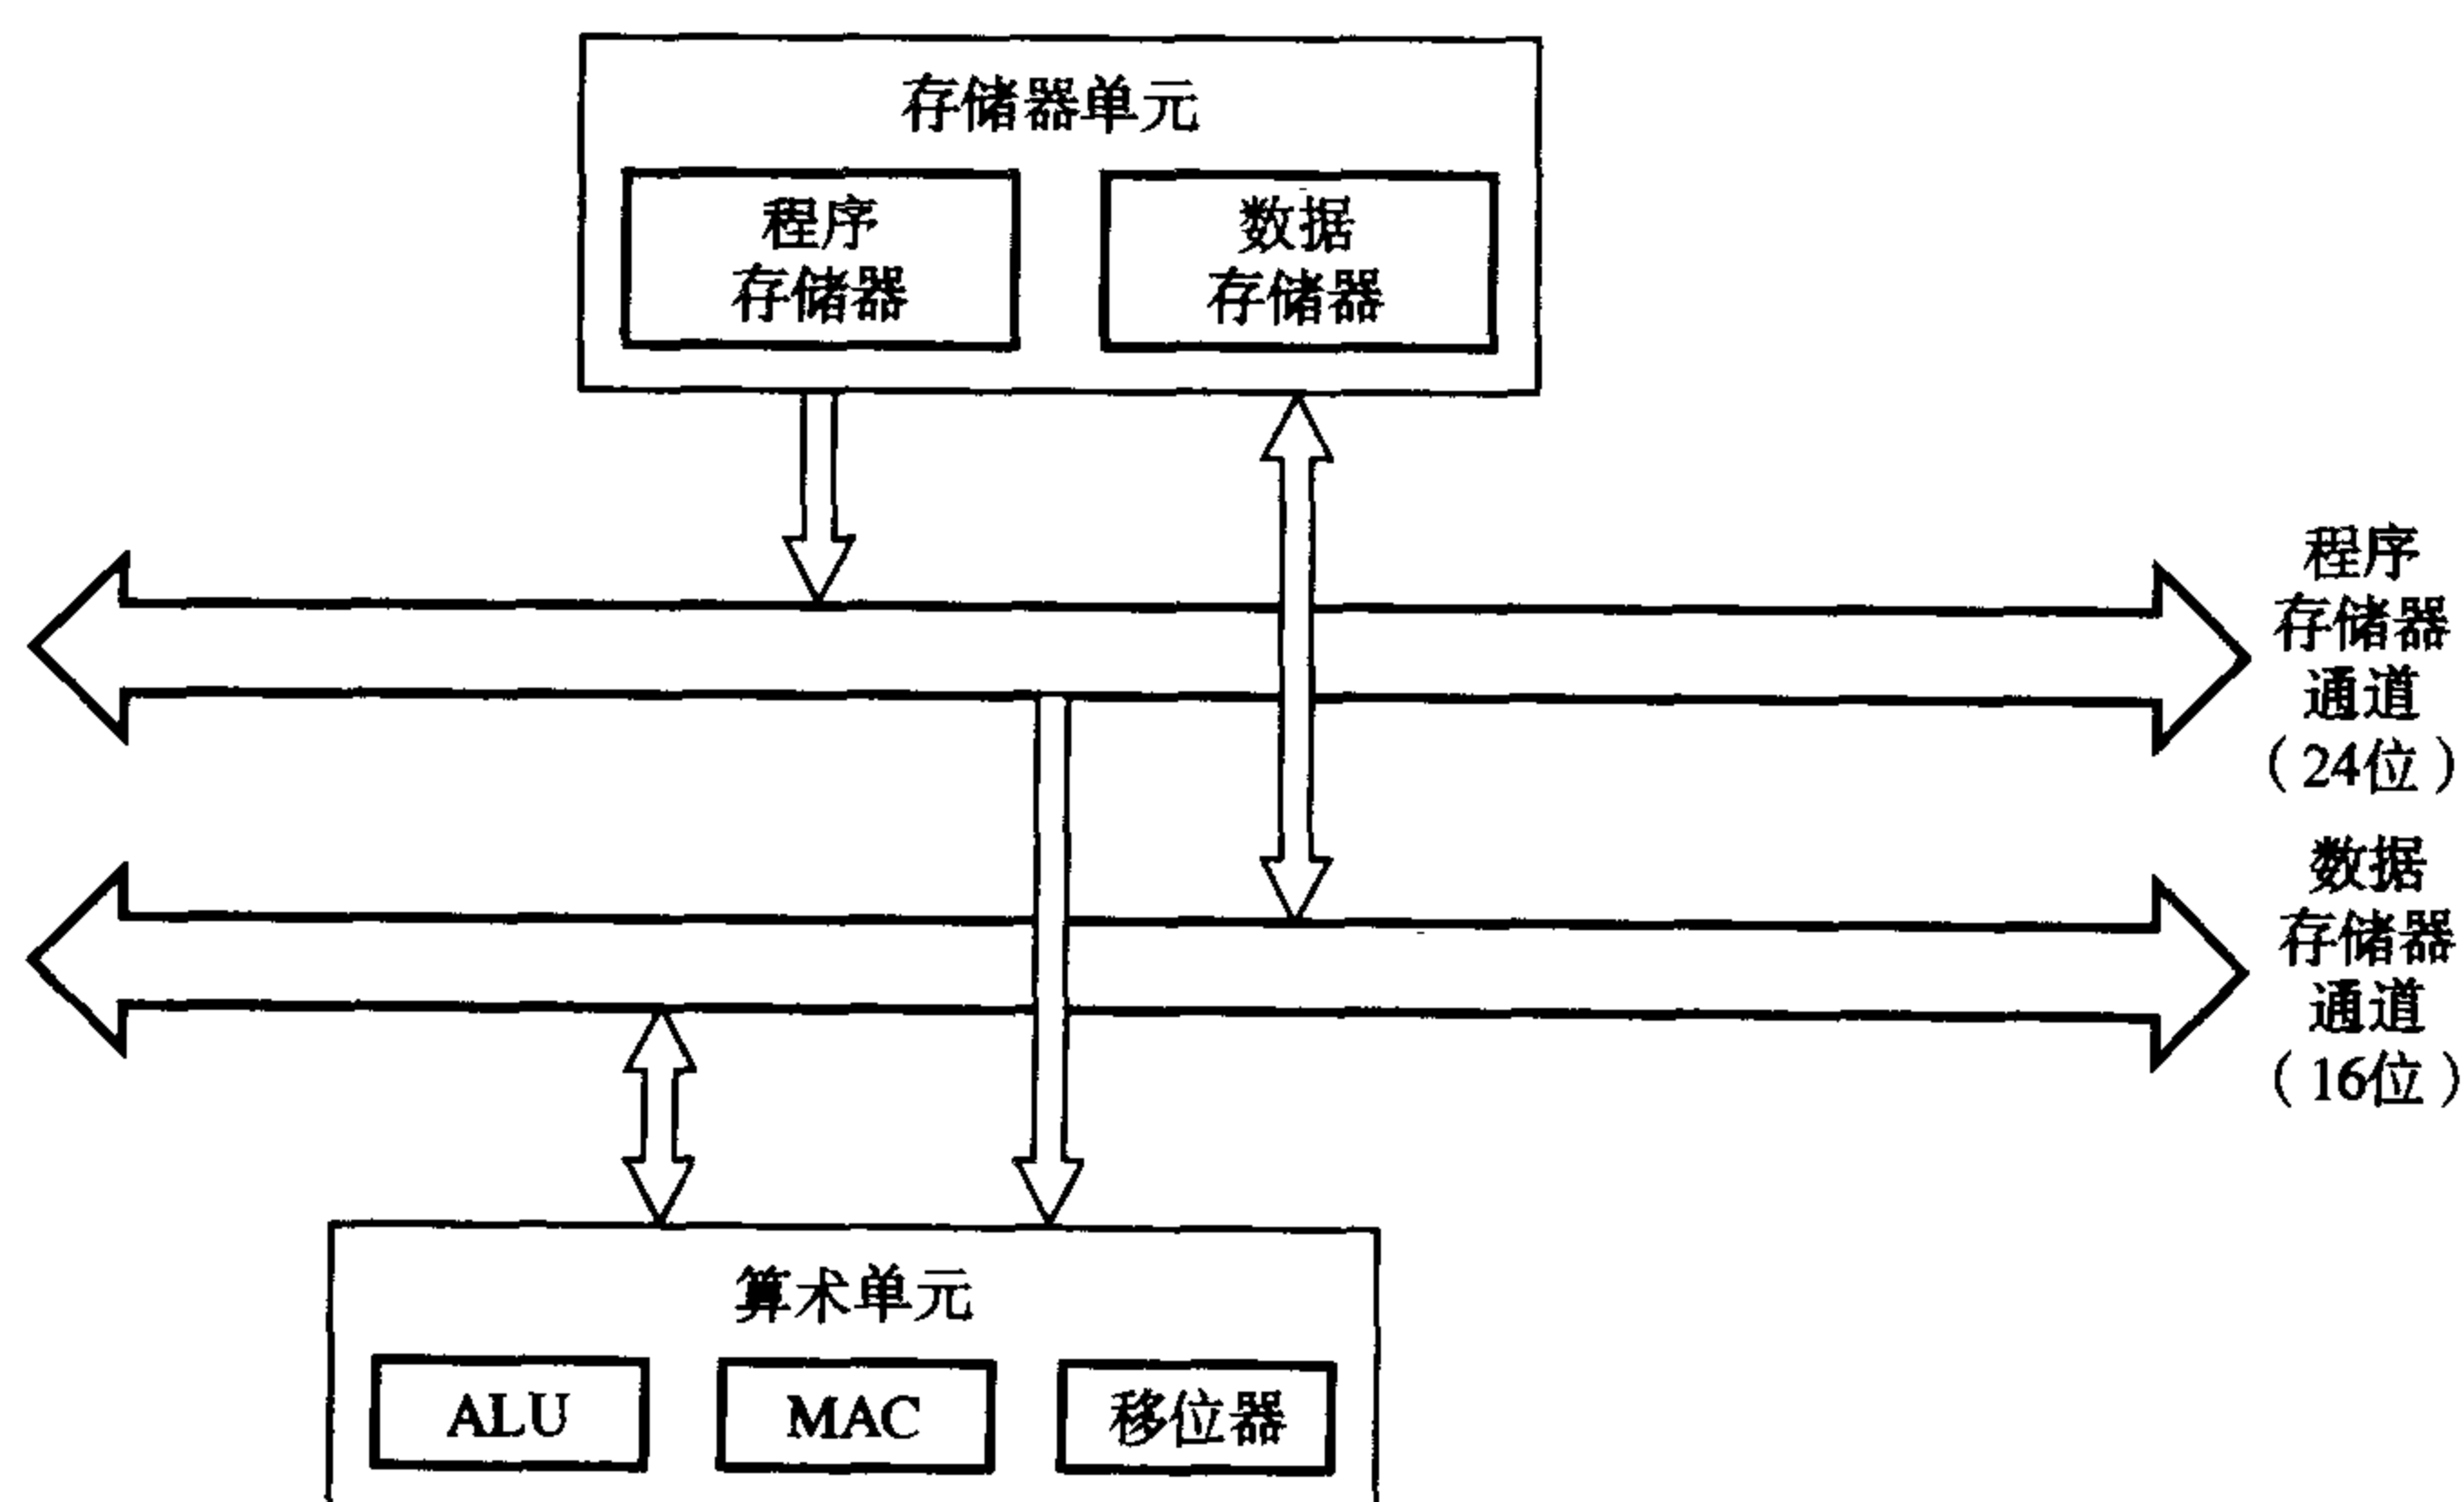 存储器单元
程序
存储器
数据
存储器
程序
存储器
通道
（24位）
数据
存储器
通道
（16位）
算术单元
ALU
MAC
移位器